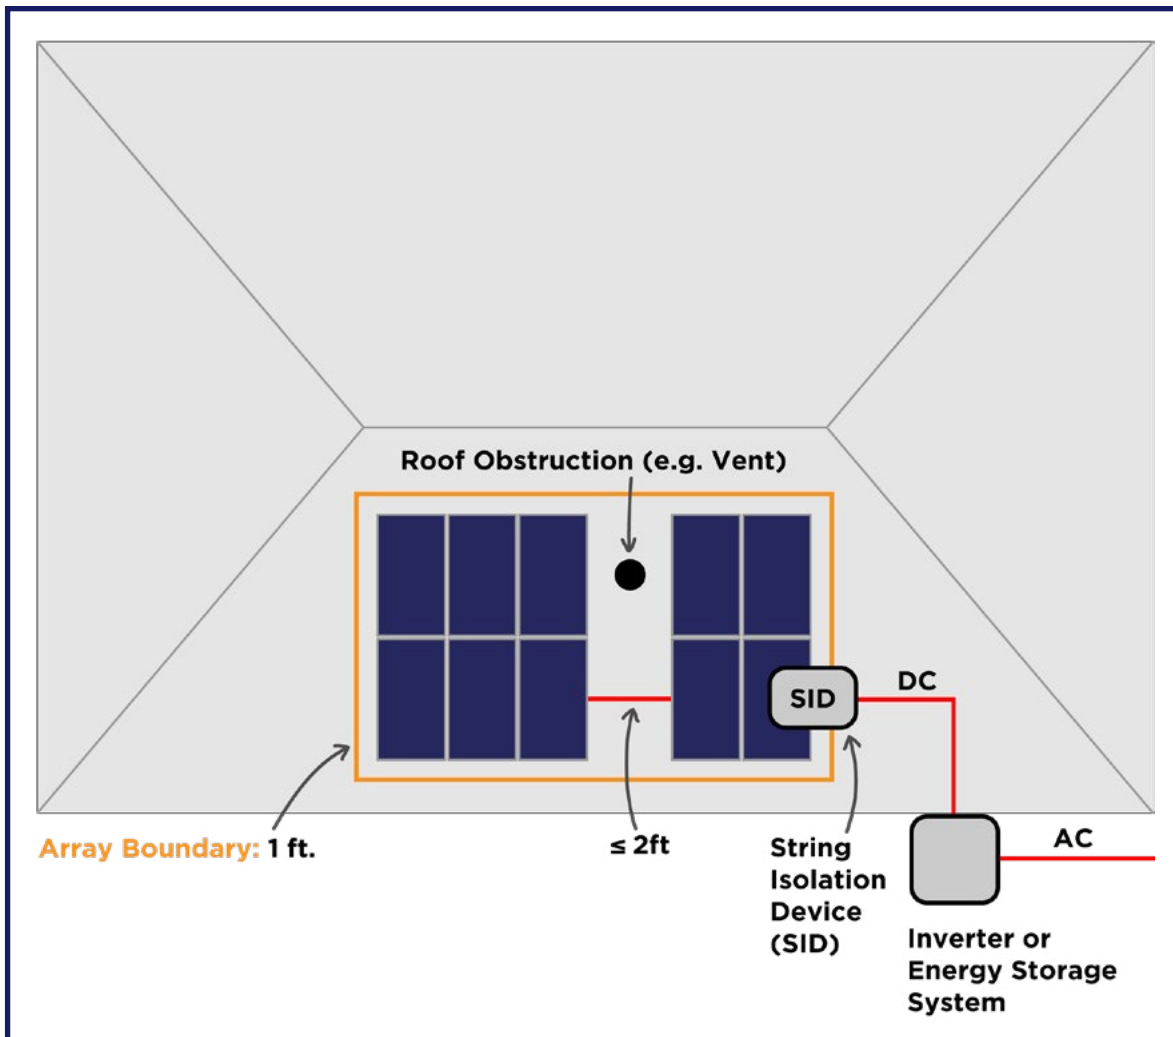 Roof Obstruction (e.g. Vent)
SID
DC
Array Boundary: 1 ft.
≤ 2ft
String
Isolation
Device
(SID)
AC
Inverter or
Energy Storage
System